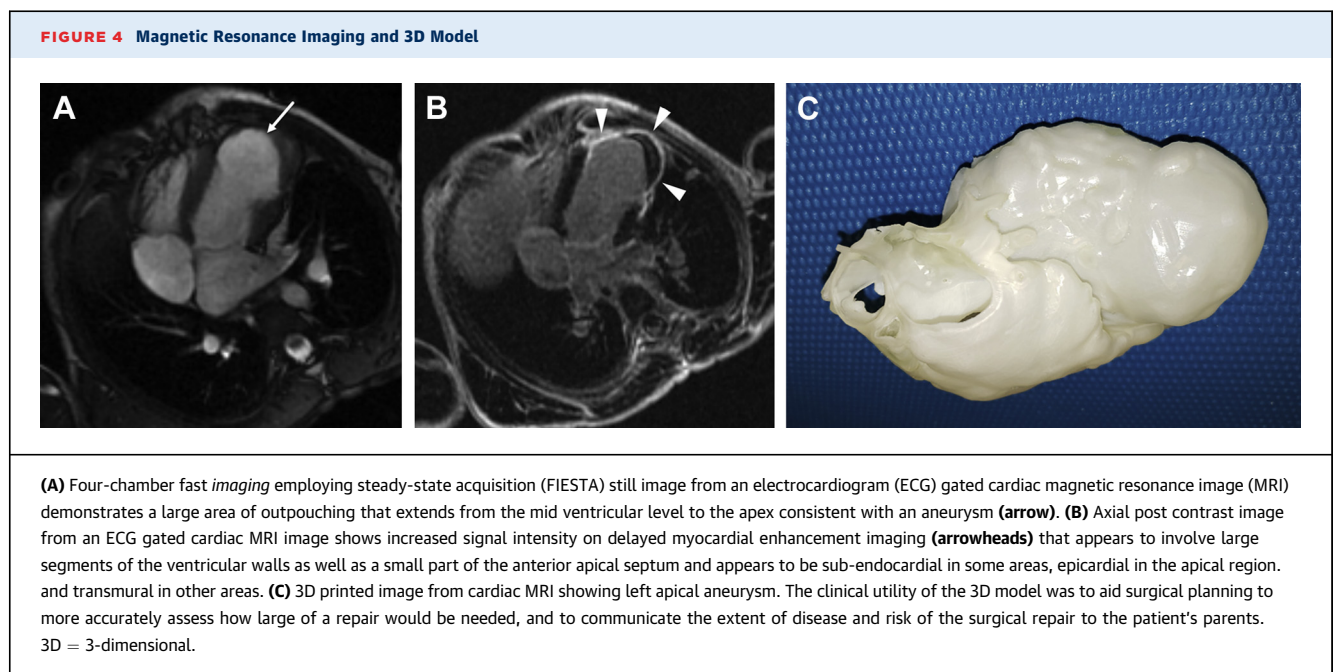 FIGURE 4 Magnetic Resonance Imaging and 3D Model
A
B
C
(A) Four-chamber fast imaging employing steady-state acquisition (FIESTA) still image from an electrocardiogram (ECG) gated cardiac magnetic resonance image (MRI)
demonstrates a large area of outpouching that extends from the mid ventricular level to the apex consistent with an aneurysm (arrow). (B) Axial post contrast image
from an ECG gated cardiac MRI image shows increased signal intensity on delayed myocardial enhancement imaging (arrowheads) that appears to involve large
segments of the ventricular walls as well as a small part of the anterior apical septum and appears to be sub-endocardial in some areas, epicardial in the apical region.
and transmural in other areas. (C) 3D printed image from cardiac MRI showing left apical aneurysm. The clinical utility of the 3D model was to aid surgical planning to
more accurately assess how large of a repair would be needed, and to communicate the extent of disease and risk of the surgical repair to the patient's parents.
3D = 3-dimensional.